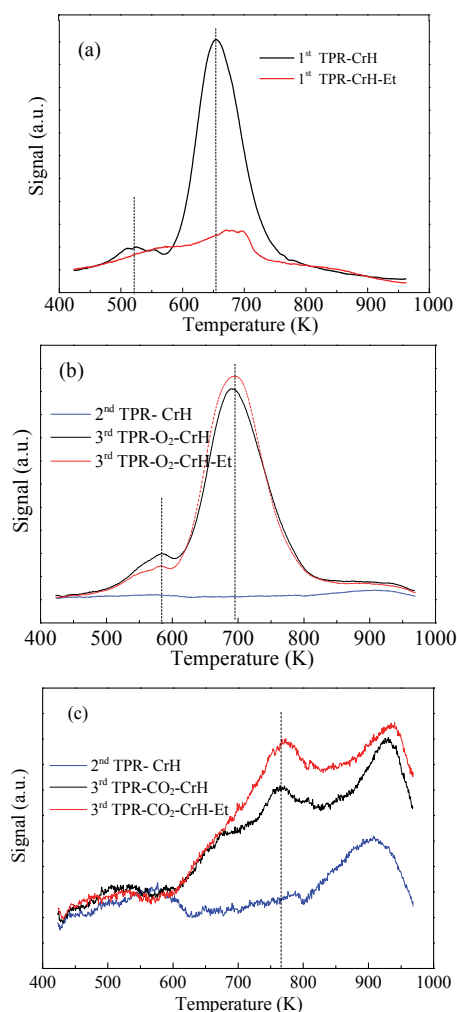 (a)
1st TPR-CrH
1st TPR-CrH-Et
Signal (a.u.)
400 500 600 700 800 900 1000
Temperature (K)
(b)
2nd TPR- CrH
3rd TPR-O2-CrH
3rd TPR-O2-CrH-Et
Signal (a.u.)
400 500 600 700 800 900 1000
Temperature (K)
(c)
2nd TPR- CrH
3rd TPR-CO2-CrH
3rd TPR-CO2-CrH-Et
Signal (a.u.)
400 500 600 700 800 900 1000
Temperature (K)